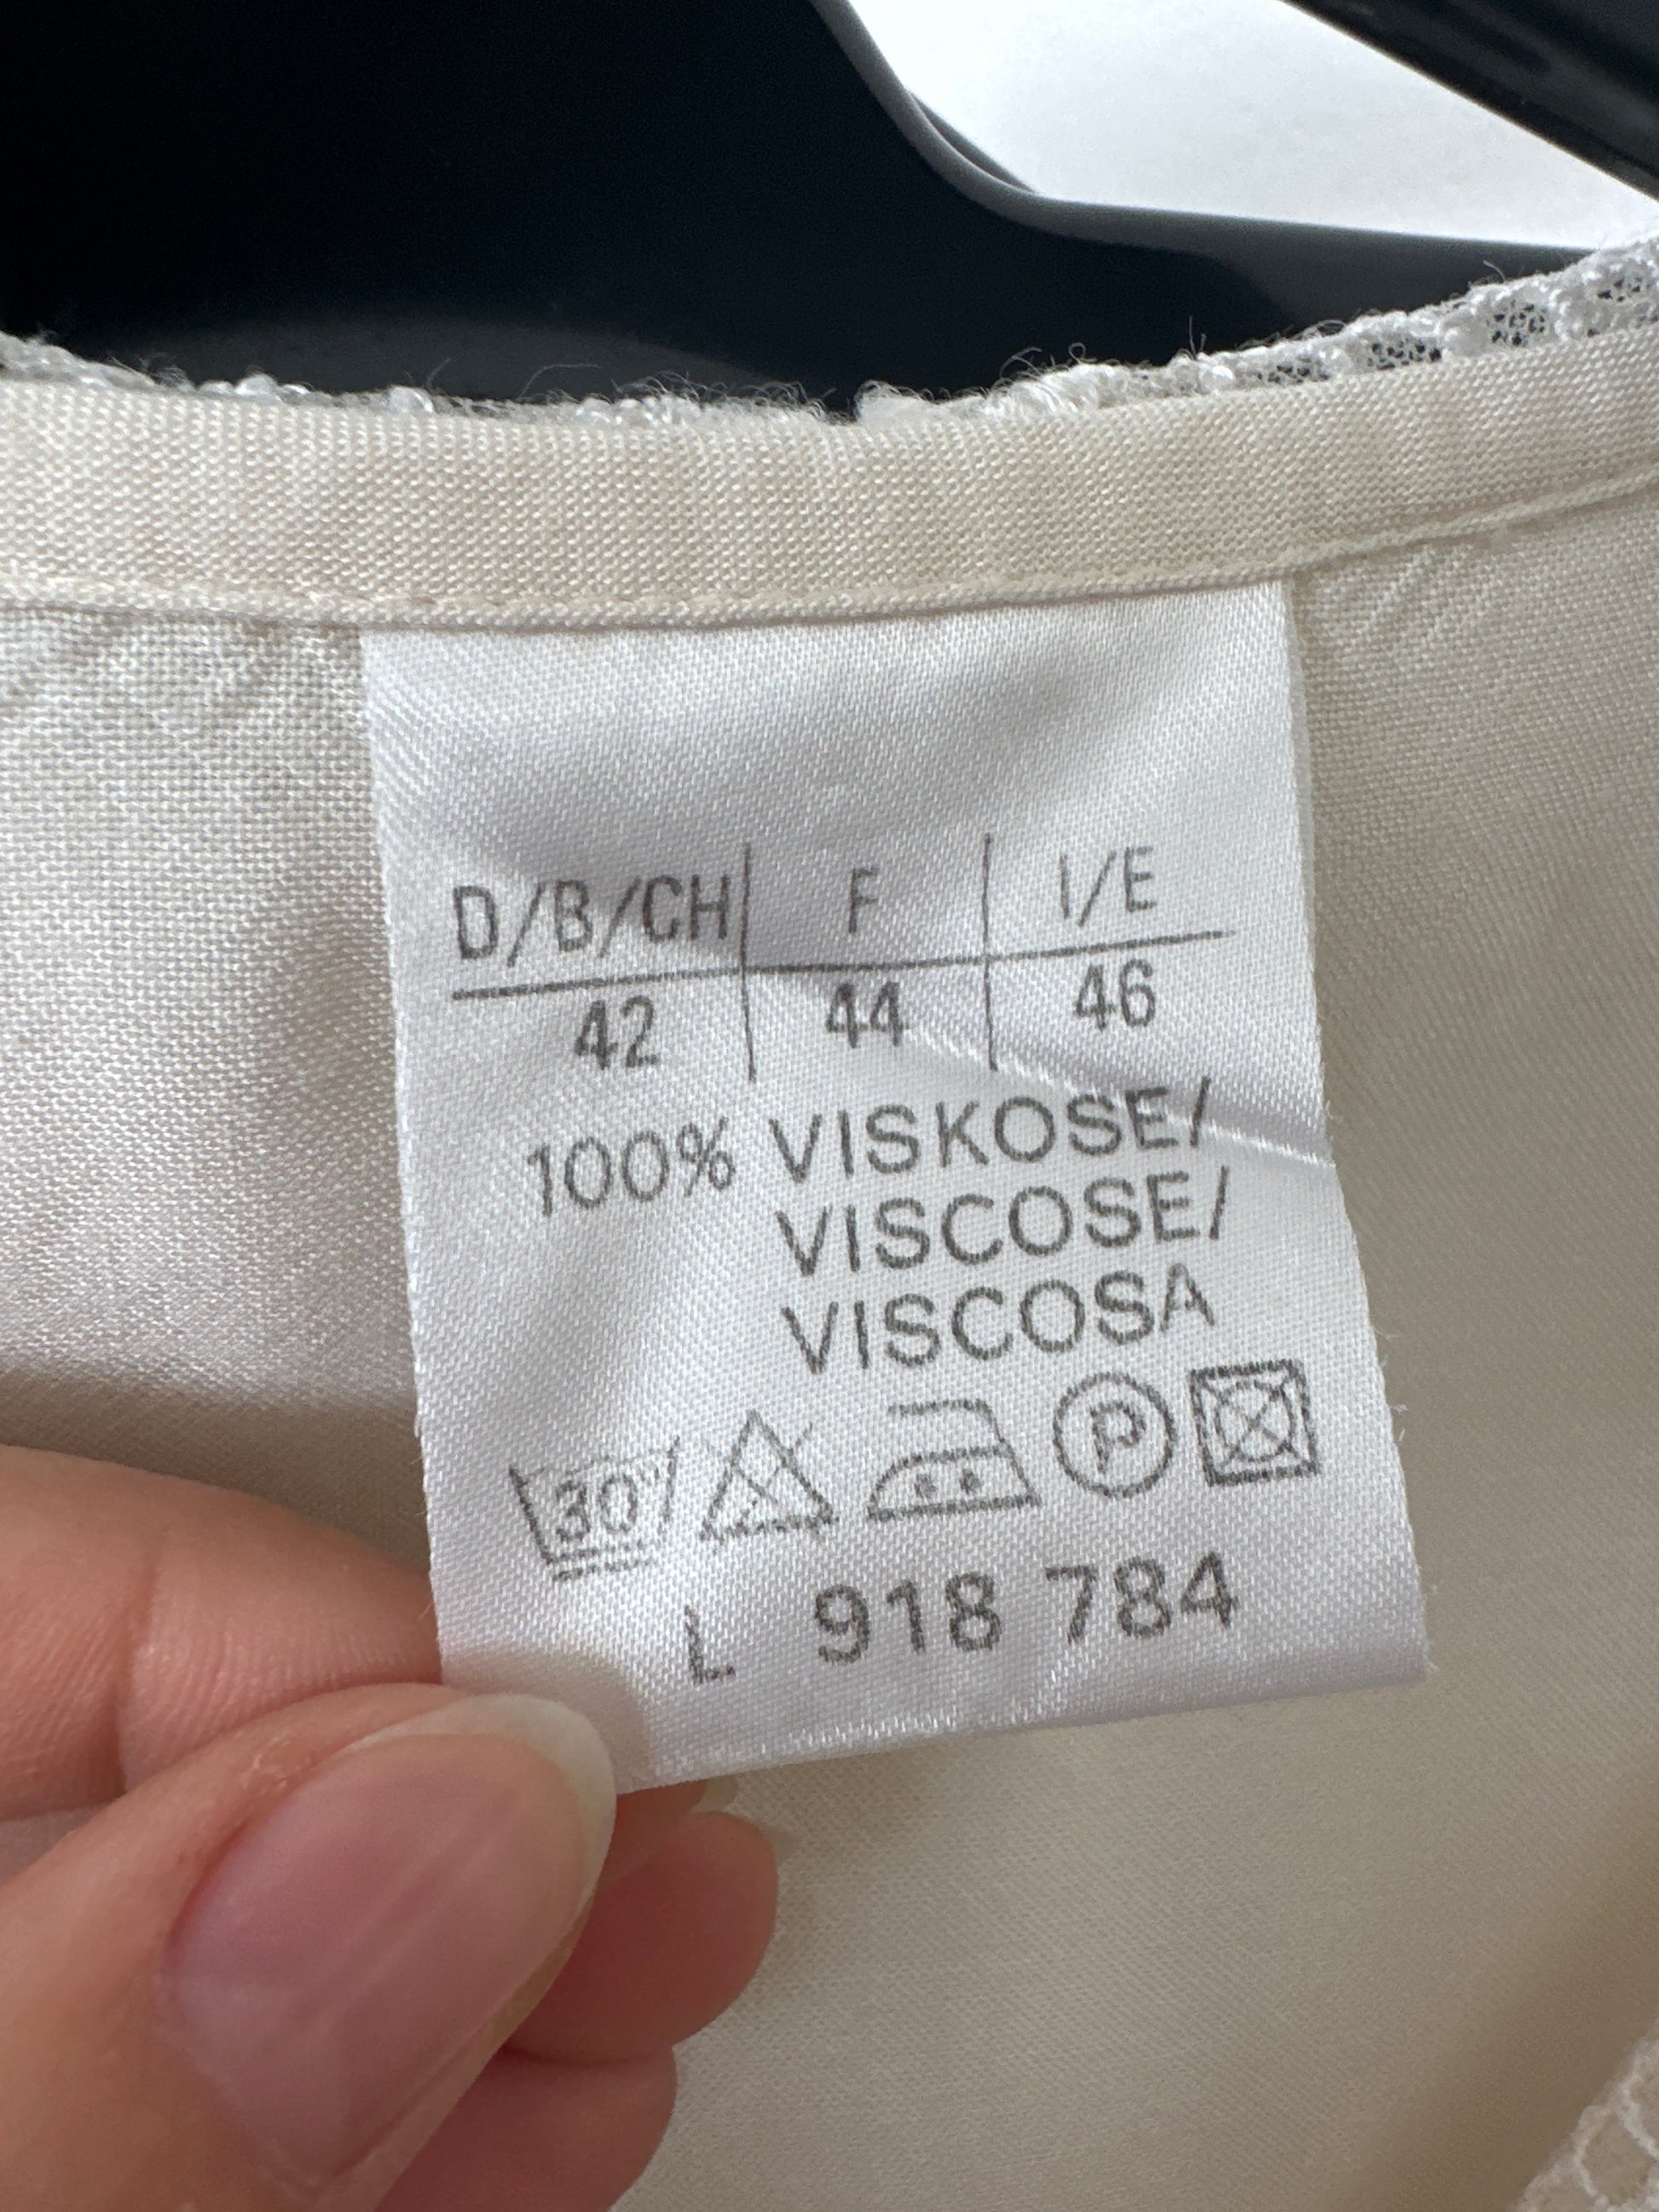 D/B/CH F I/E
42 44 46
100% VISKOSE/
VISCOSE/
VISCOSA
30° P
L 918 784